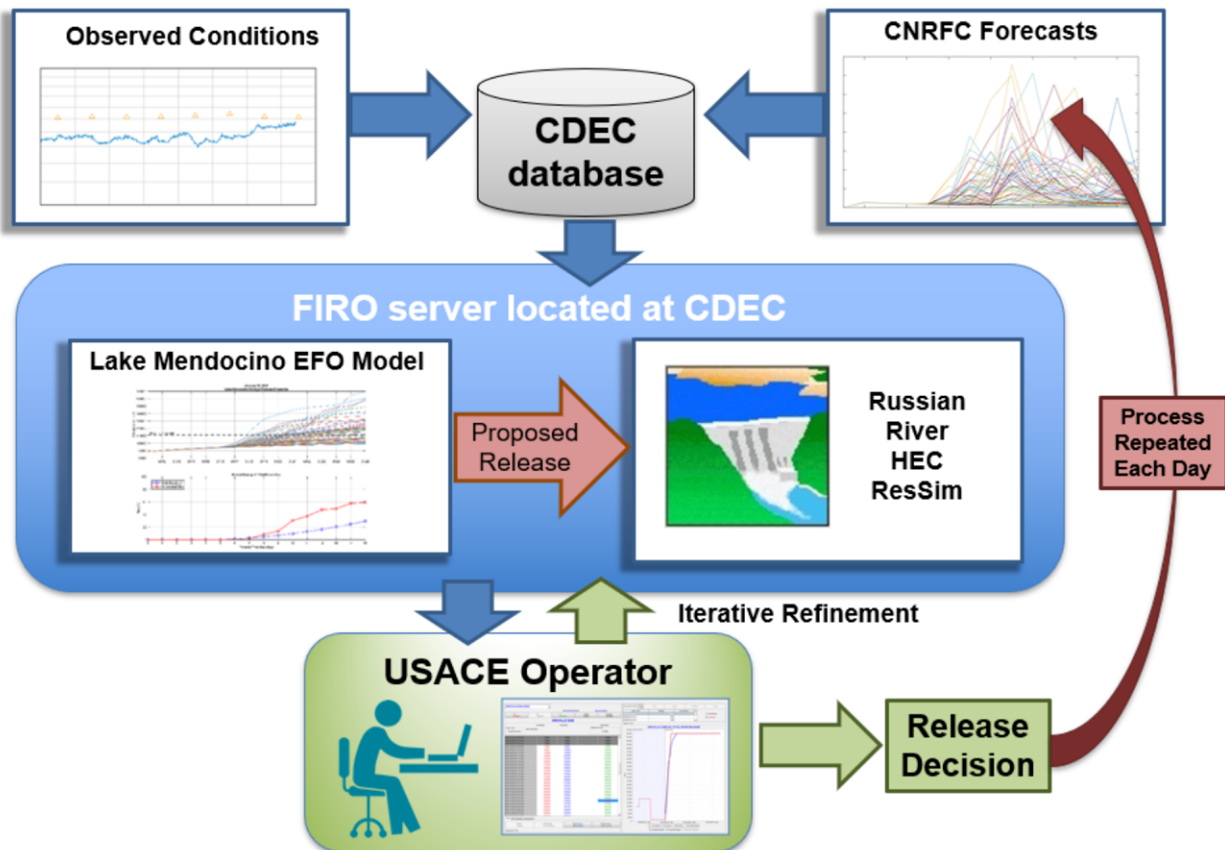 Observed Conditions
CNRFC Forecasts
CDEC
database
FIRO server located at CDEC
Lake Mendocino EFO Model
Proposed
Release
Russian
River
HEC
ResSim
Process
Repeated
Each Day
Iterative Refinement
USACE Operator
Release
Decision